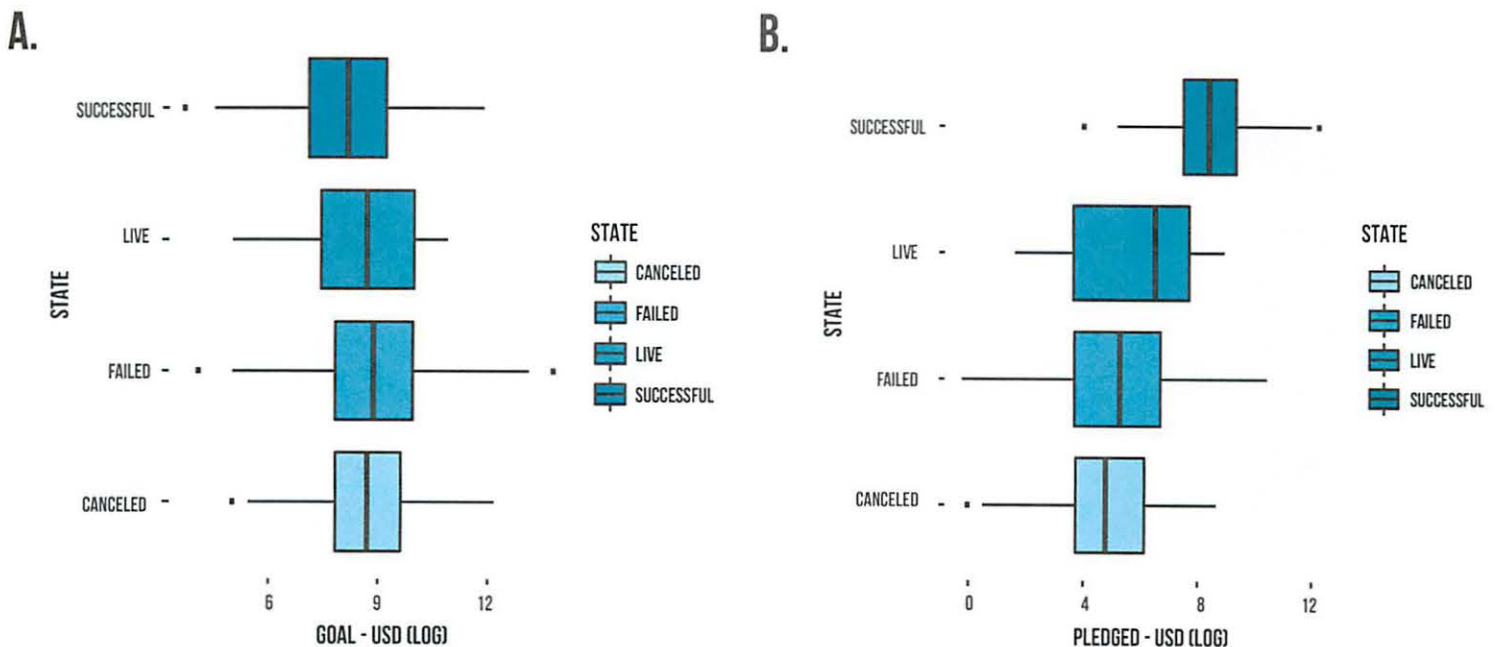 A.
SUCCESSFUL
LIVE
FAILED
CANCELED
STATE
6 9 12
GOAL - USD (LOG)
STATE
CANCELED
FAILED
LIVE
SUCCESSFUL
B.
SUCCESSFUL
LIVE
FAILED
CANCELED
STATE
0 4 8 12
PLEDGED - USD (LOG)
STATE
CANCELED
FAILED
LIVE
SUCCESSFUL